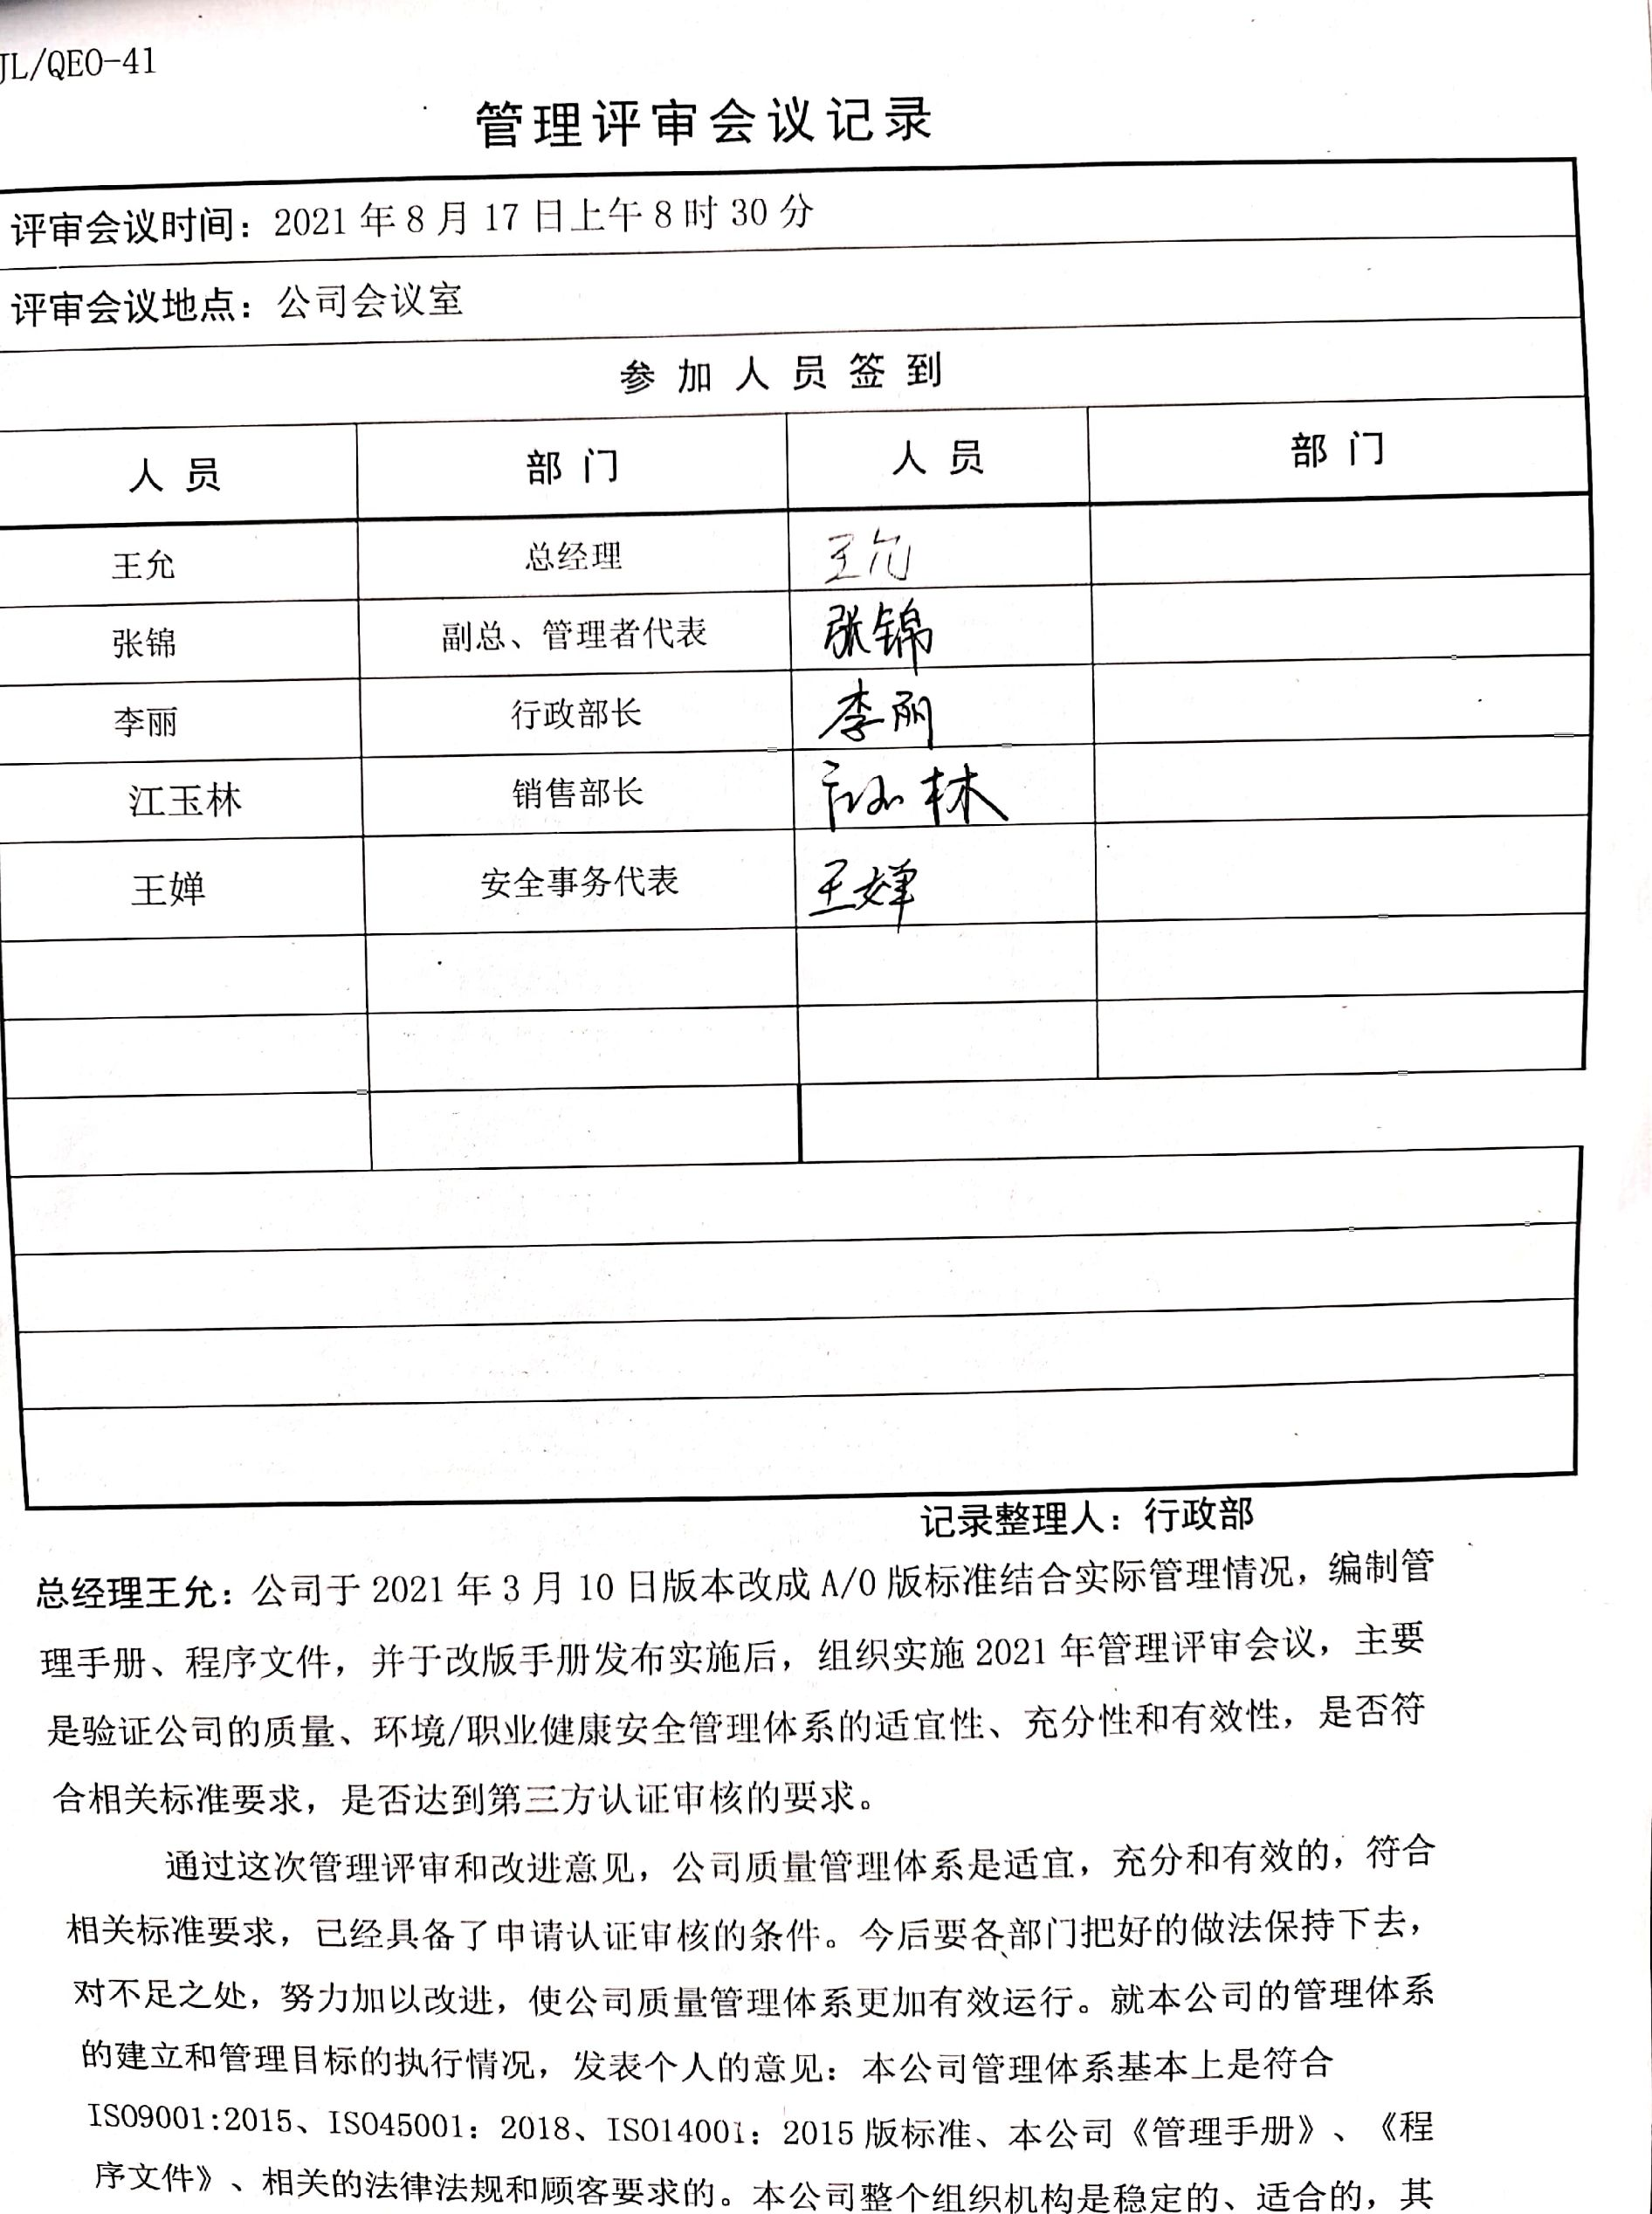 JL/QEO-41
管理评审会议记录
评审会议时间：2021年8月17日上午8时30分
评审会议地点：公司会议室
参加人员签到
人员 部门 人员 部门
王允 总经理 王允
张锦 副总、管理者代表 张锦
李丽 行政部长 李丽
江玉林 销售部长 江玉林
王婵 安全事务代表 王婵
记录整理人：行政部
总经理王允：公司于2021年3月10日版本改成A/0版标准结合实际管理情况，编制管
理手册、程序文件，并于改版手册发布实施后，组织实施2021年管理评审会议，主要
是验证公司的质量、环境/职业健康安全管理体系的适宜性、充分性和有效性，是否符
合相关标准要求，是否达到第三方认证审核的要求。
通过这次管理评审和改进意见，公司质量管理体系是适宜，充分和有效的，符合
相关标准要求，已经具备了申请认证审核的条件。今后要各部门把好的做法保持下去，
对不足之处，努力加以改进，使公司质量管理体系更加有效运行。就本公司的管理体系
的建立和管理目标的执行情况，发表个人的意见：本公司管理体系基本上是符合
ISO9001:2015、ISO45001：2018、ISO14001：2015版标准、本公司《管理手册》、《程
序文件》、相关的法律法规和顾客要求的。本公司整个组织机构是稳定的、适合的，其